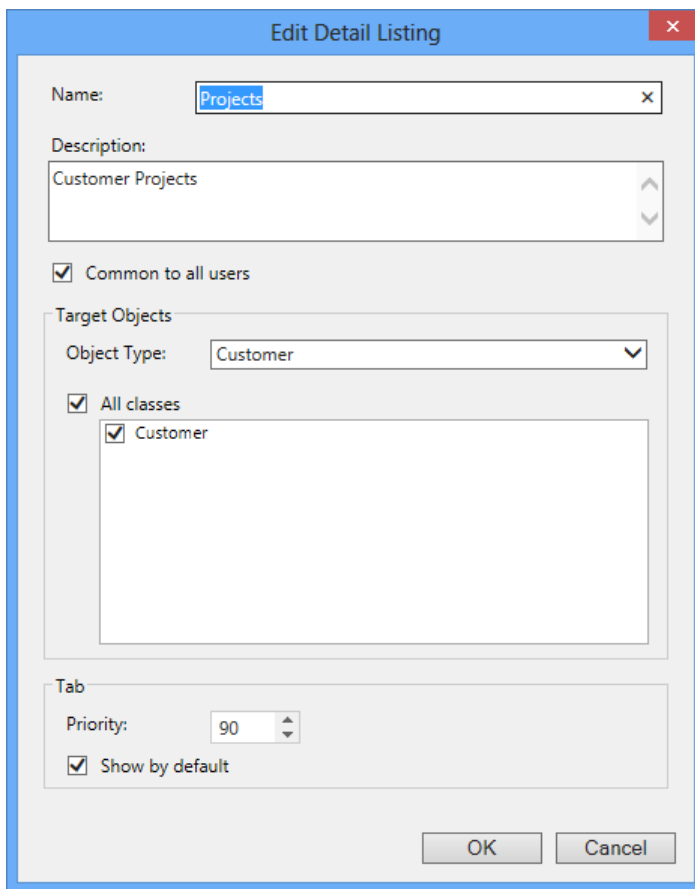 Edit Detail Listing
Name: Projects
Description:
Customer Projects
Common to all users
Target Objects
Object Type: Customer
All classes
Customer
Tab
Priority: 90
Show by default
OK Cancel